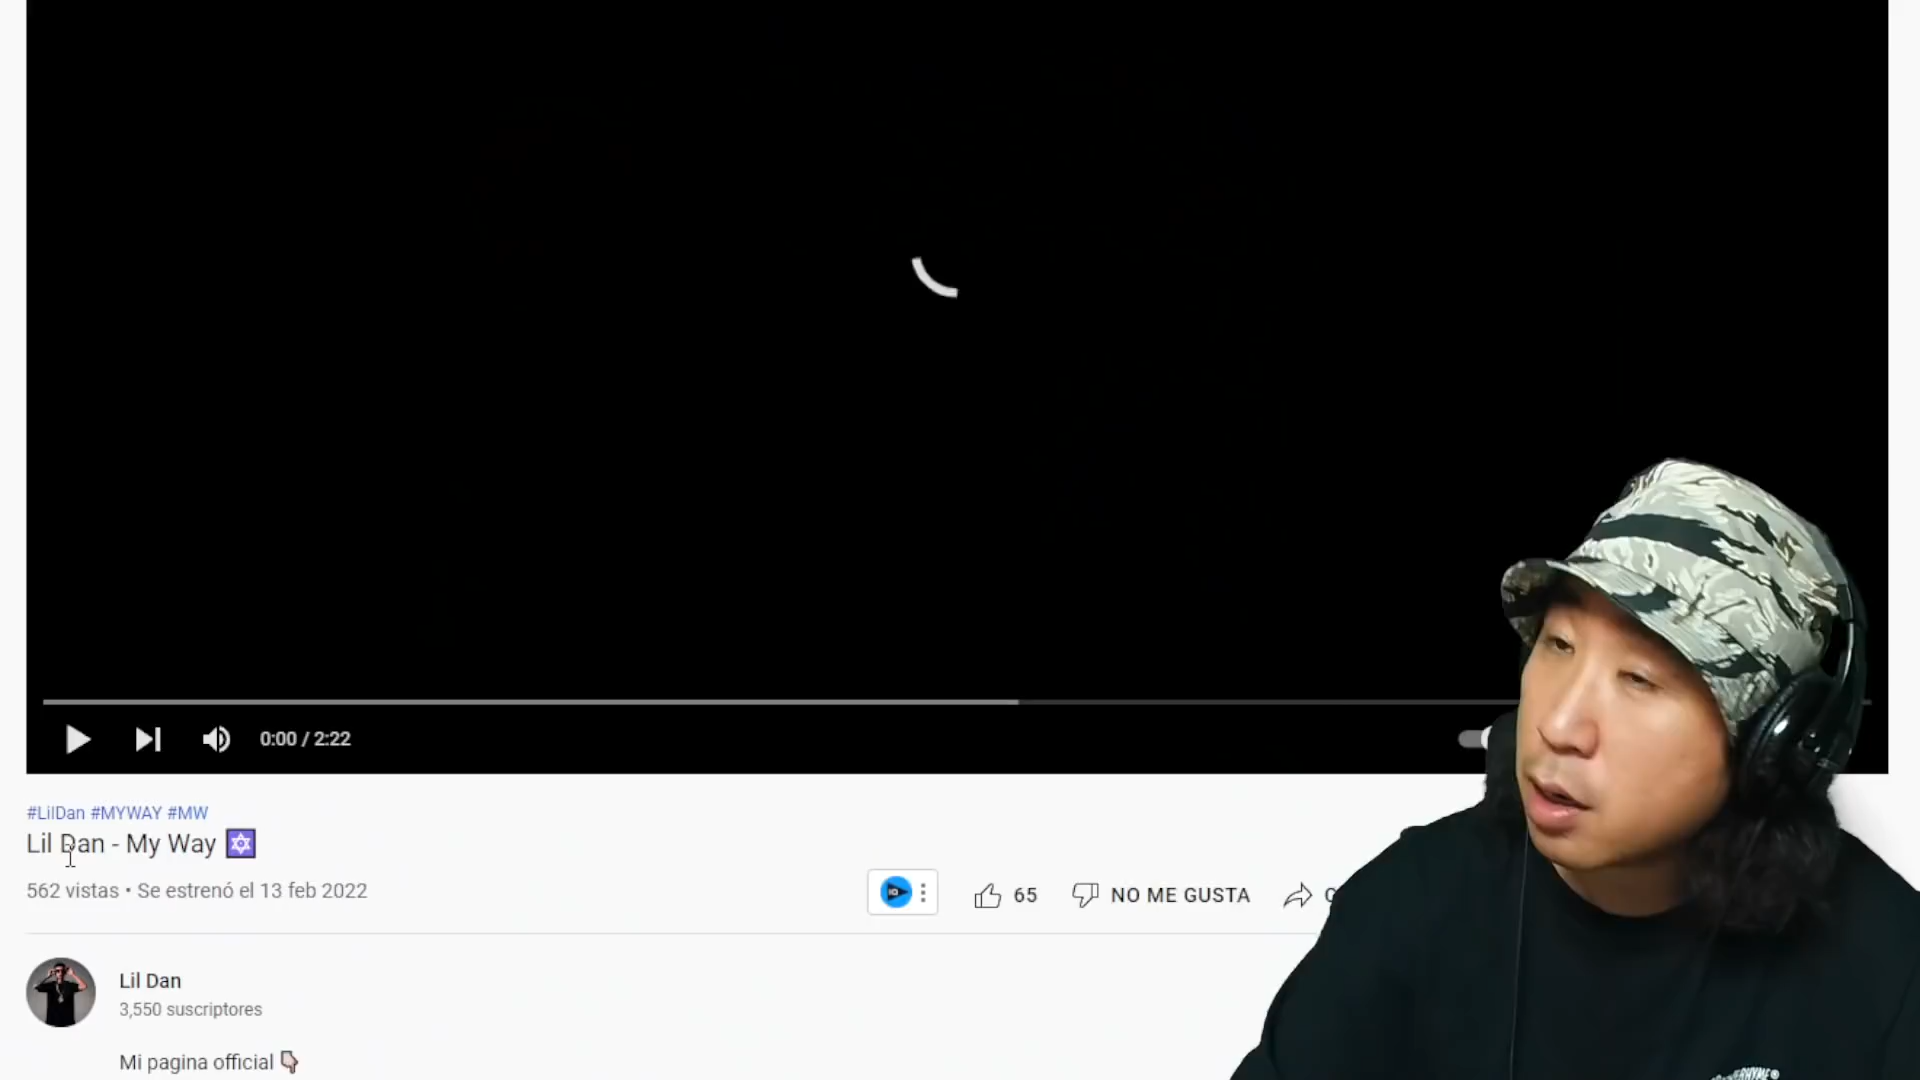 0:00 / 2:22
#LilDan #MYWAY #MW
Lil Dan - My Way 🔯
562 vistas • Se estrenó el 13 feb 2022
65 NO ME GUSTA
Lil Dan
3,550 suscriptores
Mi pagina official 👇